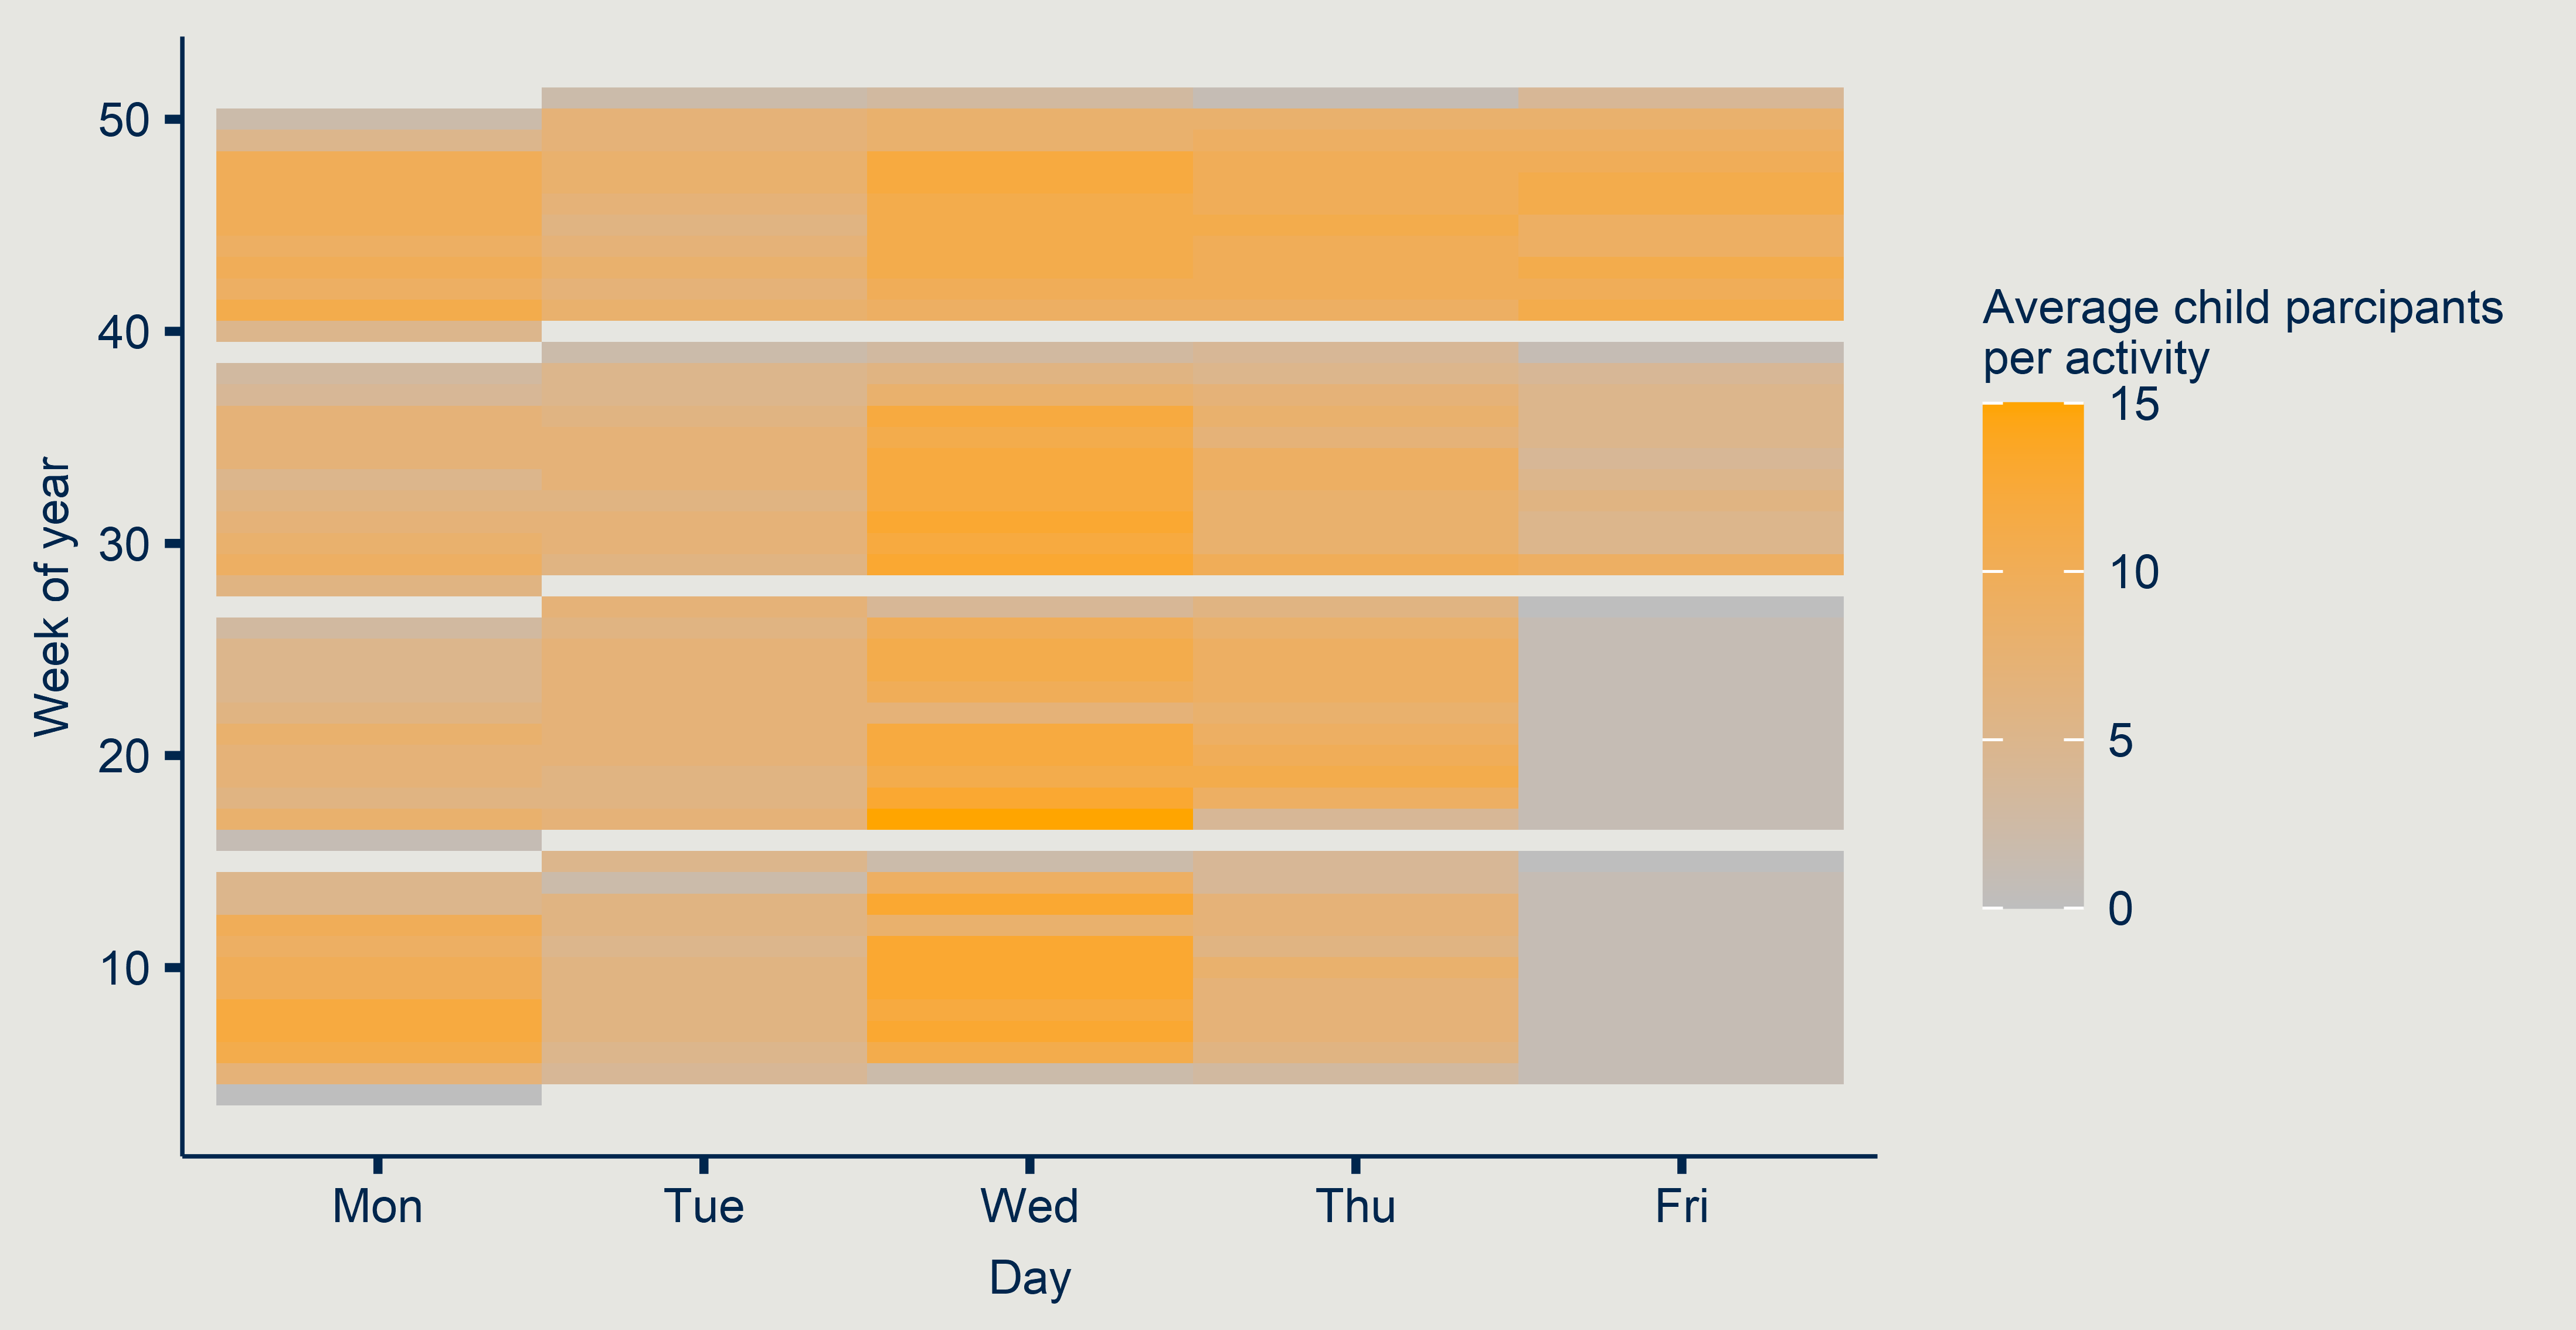 50
40
30
20
10
Week of year
Mon Tue Wed Thu Fri
Day
Average child parcipants
per activity
15
10
5
0